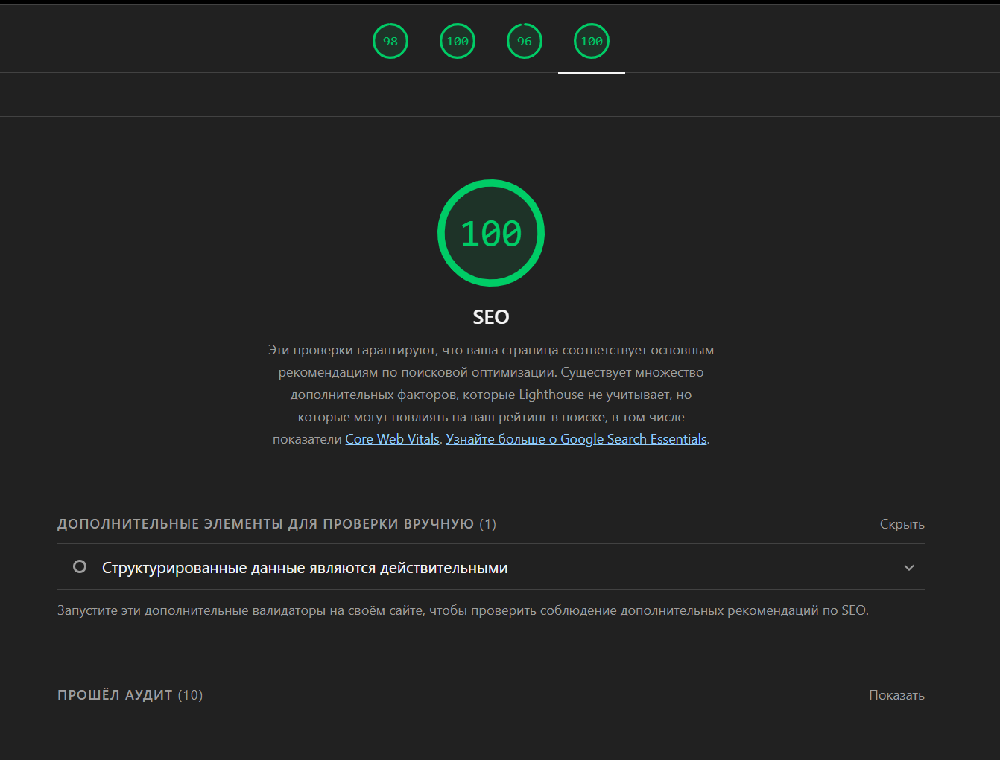 98 100 96 100
100
SEO
Эти проверки гарантируют, что ваша страница соответствует основным
рекомендациям по поисковой оптимизации. Существует множество
дополнительных факторов, которые Lighthouse не учитывает, но
которые могут повлиять на ваш рейтинг в поиске, в том числе
показатели Core Web Vitals. Узнайте больше о Google Search Essentials.
ДОПОЛНИТЕЛЬНЫЕ ЭЛЕМЕНТЫ ДЛЯ ПРОВЕРКИ ВРУЧНУЮ (1) Скрыть
Структурированные данные являются действительными
Запустите эти дополнительные валидаторы на своём сайте, чтобы проверить соблюдение дополнительных рекомендаций по SEO.
ПРОШЁЛ АУДИТ (10) Показать